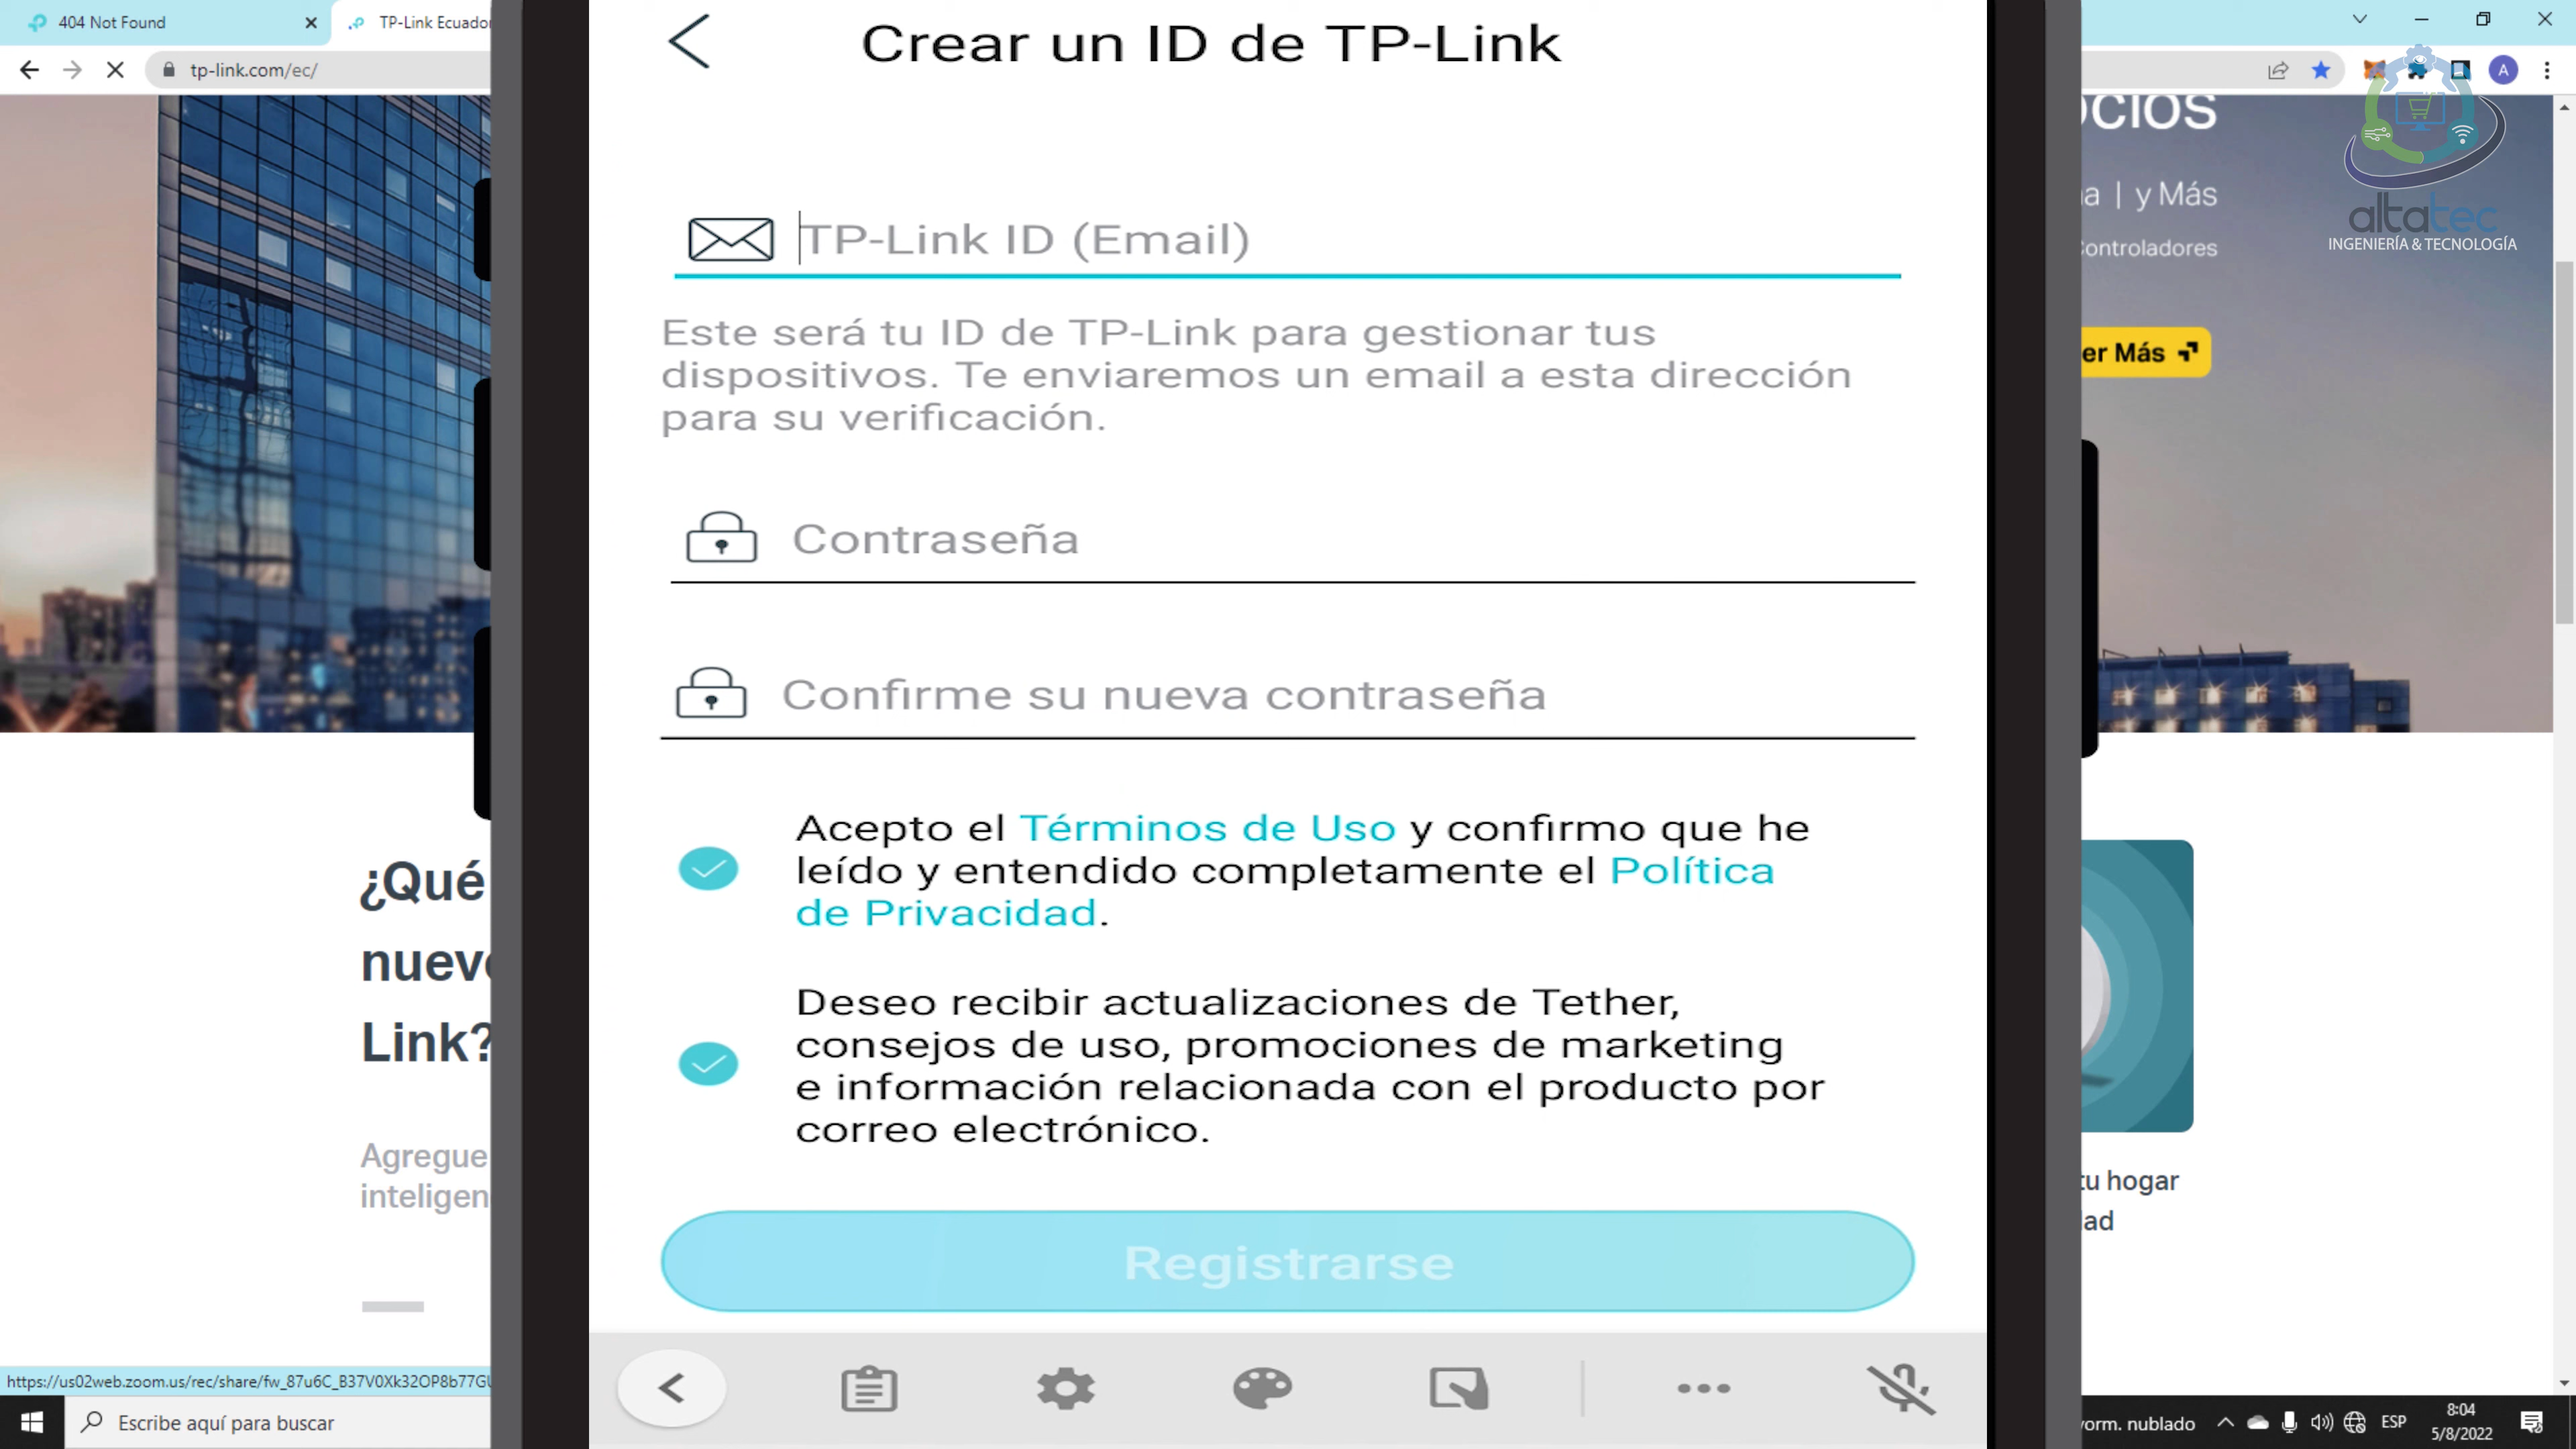 404 Not Found
TP-Link Ecuador
tp-link.com/ec/
A
Crear un ID de TP-Link
TP-Link ID (Email)
Este será tu ID de TP-Link para gestionar tus
dispositivos. Te enviaremos un email a esta dirección
para su verificación.
Contraseña
Confirme su nueva contraseña
Acepto el Términos de Uso y confirmo que he
leído y entendido completamente el Política
de Privacidad.
Deseo recibir actualizaciones de Tether,
consejos de uso, promociones de marketing
e información relacionada con el producto por
correo electrónico.
Registrarse
y Más
altatec
INGENIERÍA & TECNOLOGÍA
ontroladores
er Más
¿Qué
nuev
Link?
Agregue
inteligen
tu hogar
https://us02web.zoom.us/rec/share/fw_87u6C_B37V0Xk32OP8b77G
Escribe aquí para buscar
orm. nublado
ESP
8:04
5/8/2022